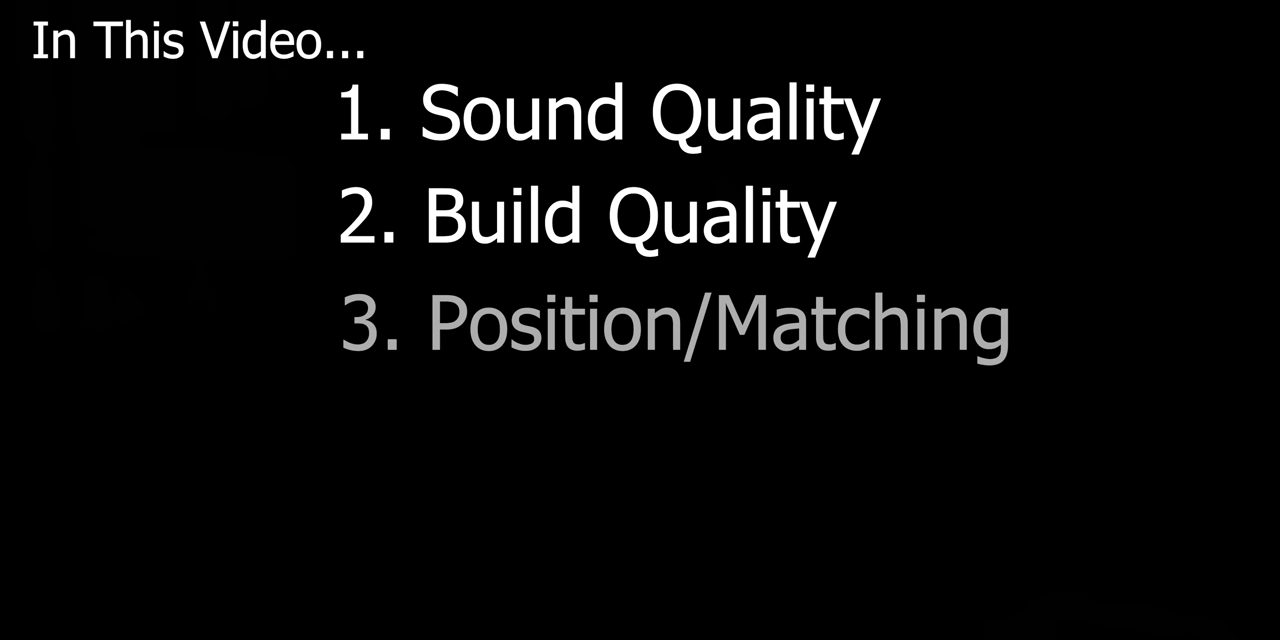 In This Video...
1. Sound Quality
2. Build Quality
3. Position/Matching